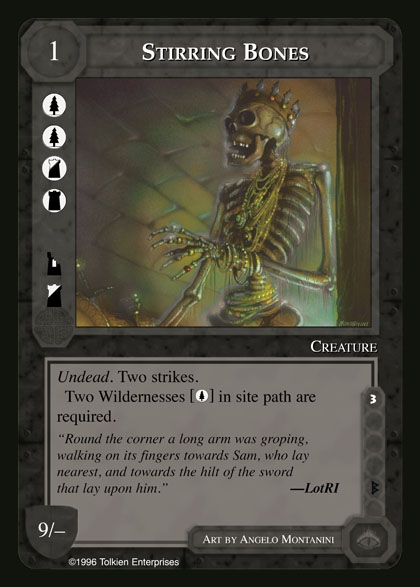 1
STIRRING BONES
CREATURE
Undead. Two strikes.
Two Wildernesses [] in site path are
required.
3
“Round the corner a long arm was groping,
walking on its fingers towards Sam, who lay
nearest, and towards the hilt of the sword
that lay upon him.” —LotRI
9/–
ART BY ANGELO MONTANINI
©1996 Tolkien Enterprises